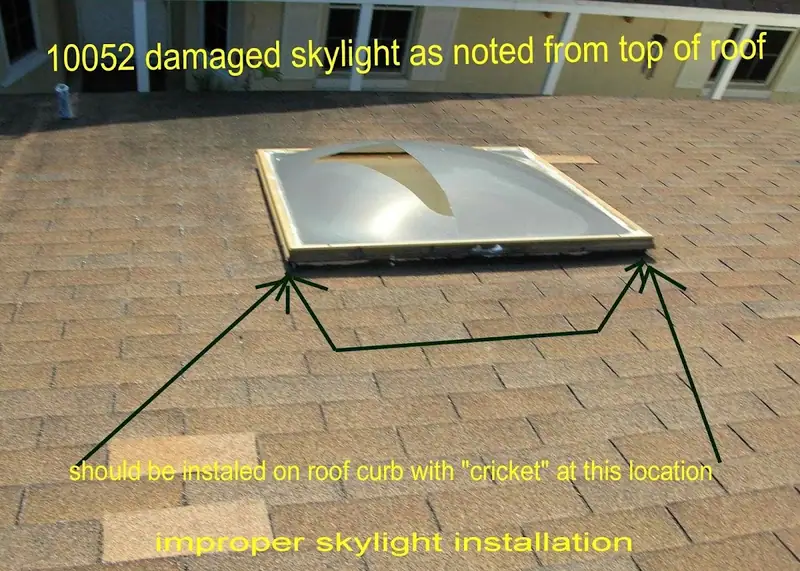 10052 damaged skylight as noted from top of roof
should be instaled on roof curb with "cricket" at this location
improper skylight installation